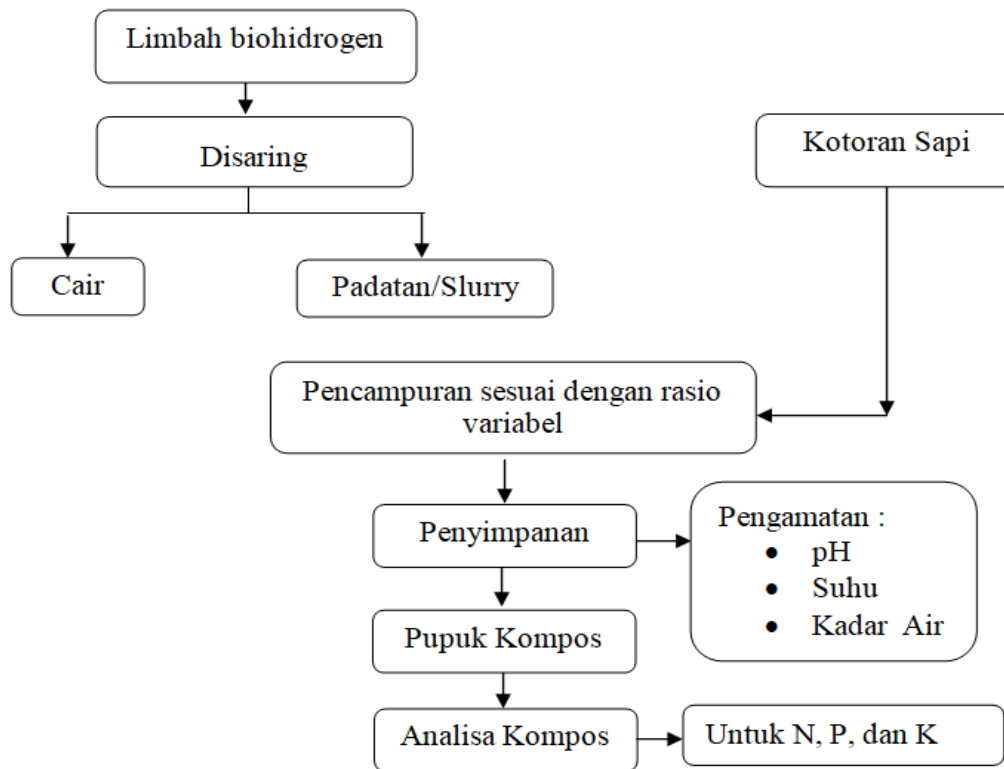 Limbah biohidrogen
Disaring
Kotoran Sapi
Cair
Padatan/Slurry
Pencampuran sesuai dengan rasio
variabel
Penyimpanan
Pengamatan :
• pH
• Suhu
• Kadar Air
Pupuk Kompos
Analisa Kompos
Untuk N, P, dan K